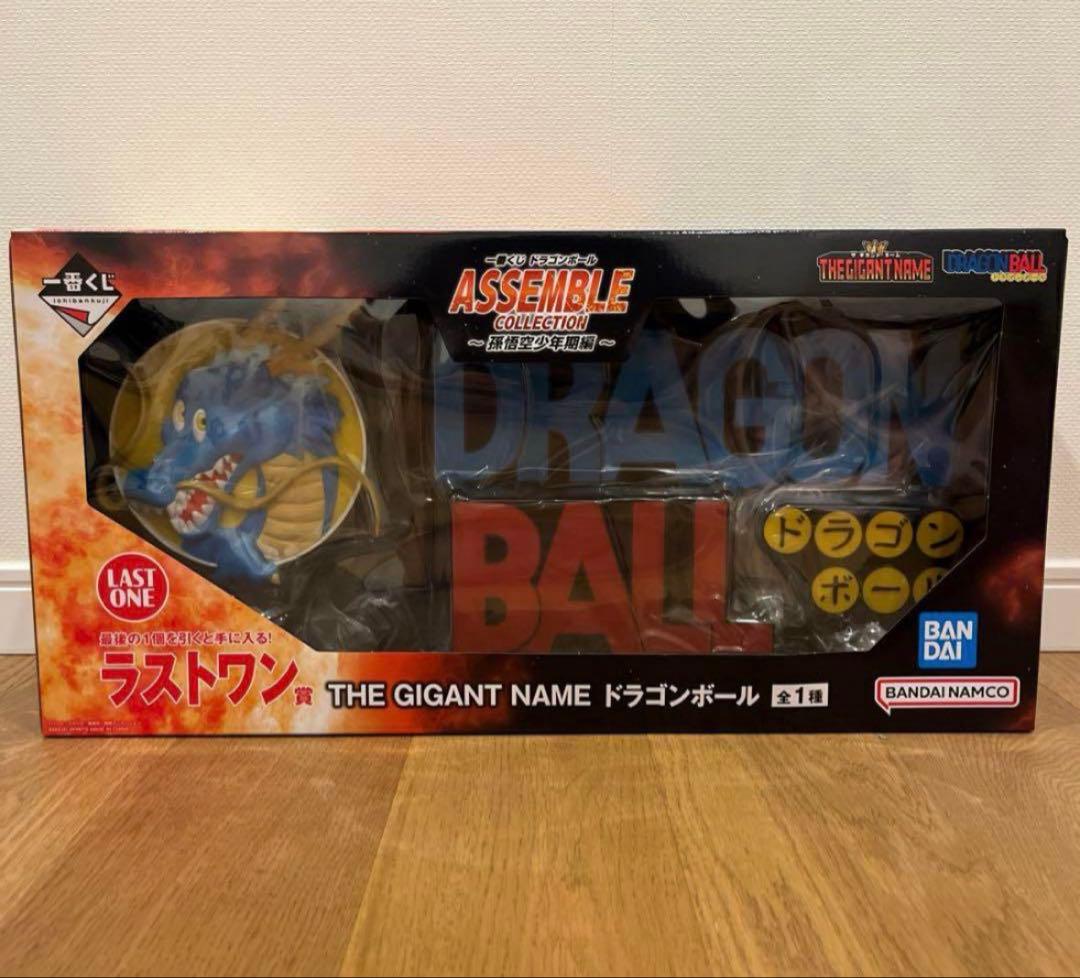 一番くじ
ichibankuji
一番くじ ドラゴンボール
ASSEMBLE
COLLECTION
～ 孫悟空少年期編 ～
THE GIGANT NAME
DRAGON BALL
DRAGON
BALL
ドラゴン
ボー
LAST
ONE
最後の1個を引くと手に入る!
ラストワン賞
THE GIGANT NAME ドラゴンボール 全1種
BAN
DAI
BANDAI NAMCO